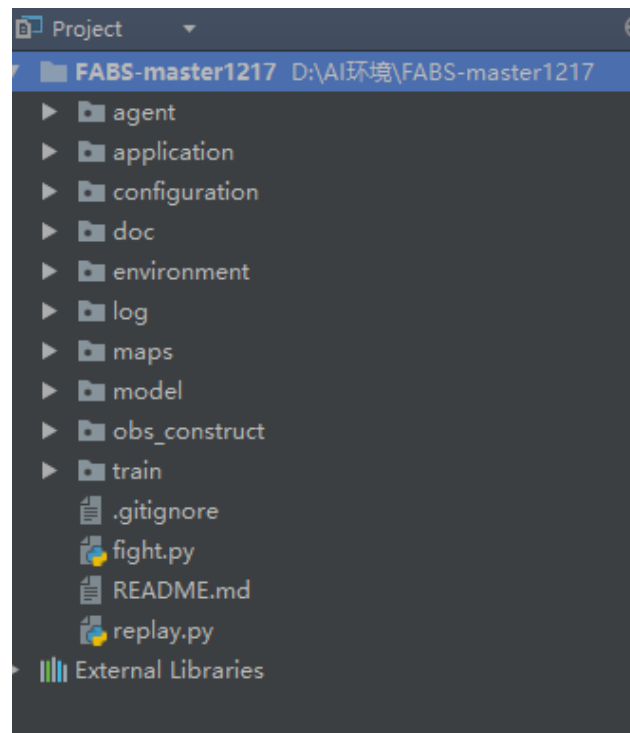 Project
FABS-master1217 D:\AI环境\FABS-master1217
agent
application
configuration
doc
environment
log
maps
model
obs_construct
train
.gitignore
fight.py
README.md
replay.py
External Libraries